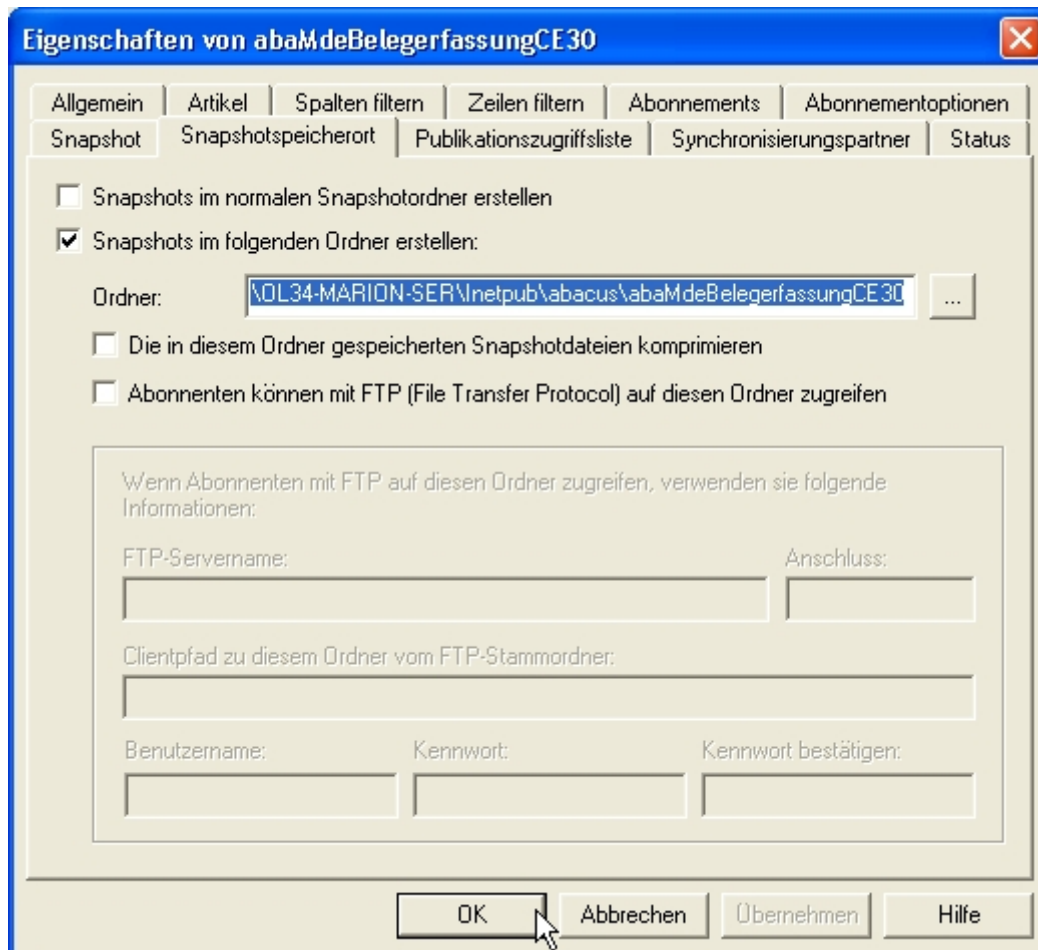 Eigenschaften von abaMdeBelegerfassungCE30
Allgemein Artikel Spalten filtern Zeilen filtern Abonnements Abonnementoptionen
Snapshot Snapshotspeicherort Publikationszugriffsliste Synchronisierungspartner Status
Snapshots im normalen Snapshotordner erstellen
Snapshots im folgenden Ordner erstellen:
Ordner: \OL34-MARION-SER\Inetpub\abacus\abaMdeBelegerfassungCE30 ...
Die in diesem Ordner gespeicherten Snapshotdateien komprimieren
Abonnenten können mit FTP (File Transfer Protocol) auf diesen Ordner zugreifen
Wenn Abonnenten mit FTP auf diesen Ordner zugreifen, verwenden sie folgende
Informationen:
FTP-Servername: Anschluss:
Clientpfad zu diesem Ordner vom FTP-Stammordner:
Benutzername: Kennwort: Kennwort bestätigen:
OK Abbrechen Übernehmen Hilfe